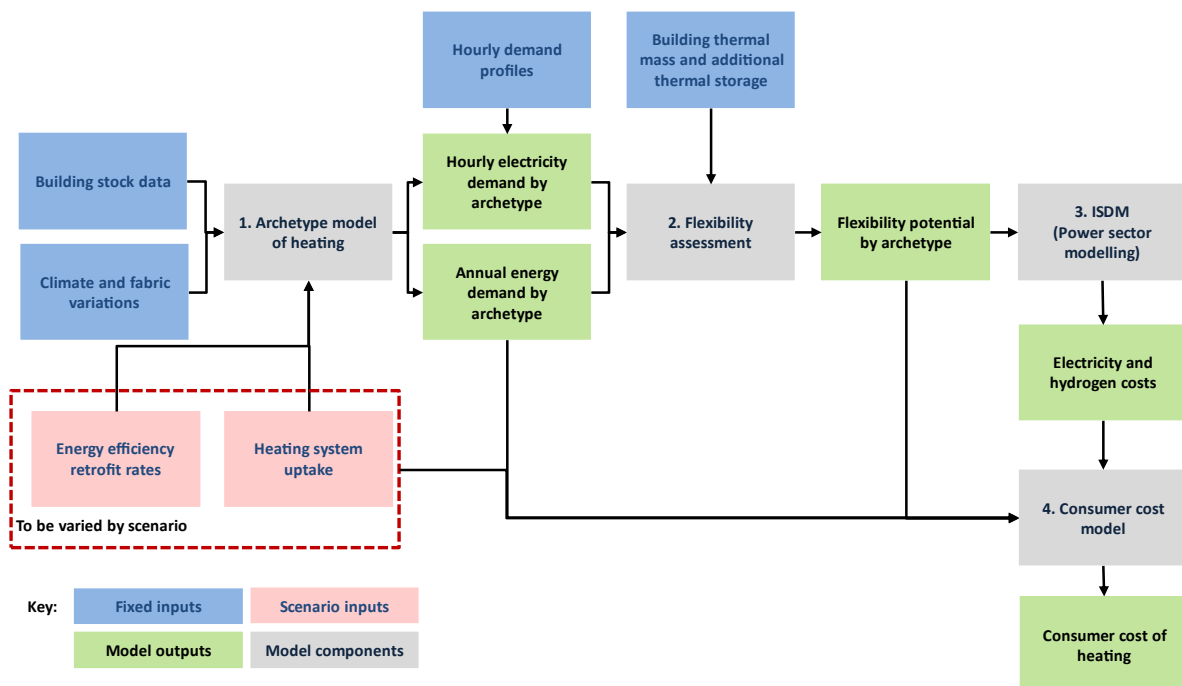 Hourly demand
profiles
Building thermal
mass and additional
thermal storage
Building stock data
Climate and fabric
variations
1. Archetype model
of heating
Hourly electricity
demand by
archetype
Annual energy
demand by
archetype
2. Flexibility
assessment
Flexibility potential
by archetype
3. ISDM
(Power sector
modelling)
Electricity and
hydrogen costs
Energy efficiency
retrofit rates
Heating system
uptake
To be varied by scenario
4. Consumer cost
model
Consumer cost of
heating
Key:
Fixed inputs
Scenario inputs
Model outputs
Model components